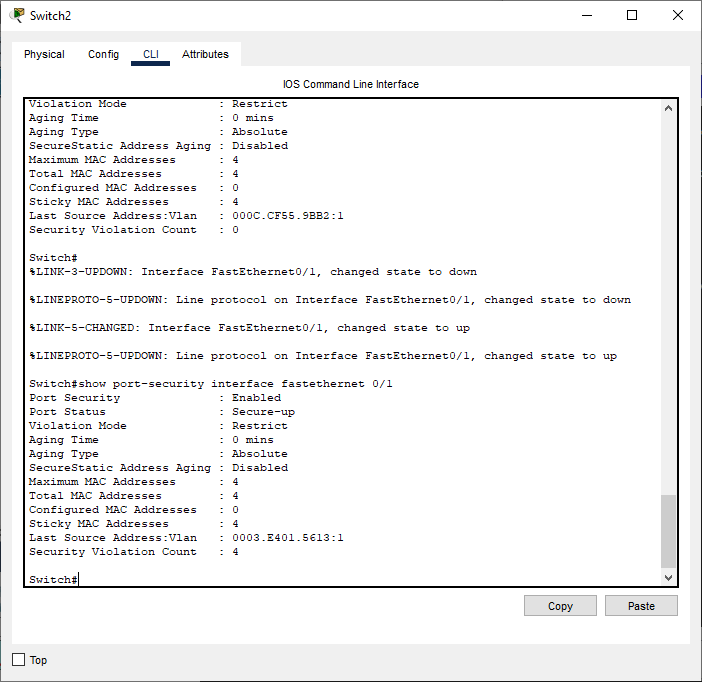 Switch2
Physical Config CLI Attributes
IOS Command Line Interface
Violation Mode : Restrict
Aging Time : 0 mins
Aging Type : Absolute
SecureStatic Address Aging : Disabled
Maximum MAC Addresses : 4
Total MAC Addresses : 4
Configured MAC Addresses : 0
Sticky MAC Addresses : 4
Last Source Address:Vlan : 000C.CF55.9BB2:1
Security Violation Count : 0
Switch#
%LINK-3-UPDOWN: Interface FastEthernet0/1, changed state to down
%LINEPROTO-5-UPDOWN: Line protocol on Interface FastEthernet0/1, changed state to down
%LINK-5-CHANGED: Interface FastEthernet0/1, changed state to up
%LINEPROTO-5-UPDOWN: Line protocol on Interface FastEthernet0/1, changed state to up
Switch#show port-security interface fastethernet 0/1
Port Security : Enabled
Port Status : Secure-up
Violation Mode : Restrict
Aging Time : 0 mins
Aging Type : Absolute
SecureStatic Address Aging : Disabled
Maximum MAC Addresses : 4
Total MAC Addresses : 4
Configured MAC Addresses : 0
Sticky MAC Addresses : 4
Last Source Address:Vlan : 0003.E401.5613:1
Security Violation Count : 4
Switch#
Copy Paste
Top